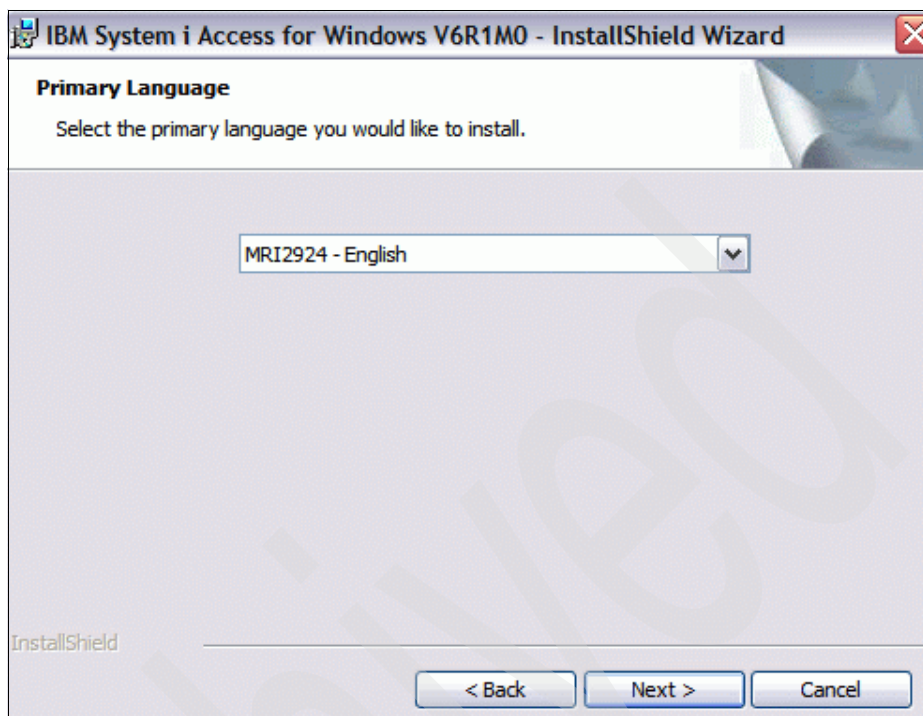 IBM System i Access for Windows V6R1M0 - InstallShield Wizard
Primary Language
Select the primary language you would like to install.
MRI2924 - English
InstallShield
< Back Next > Cancel